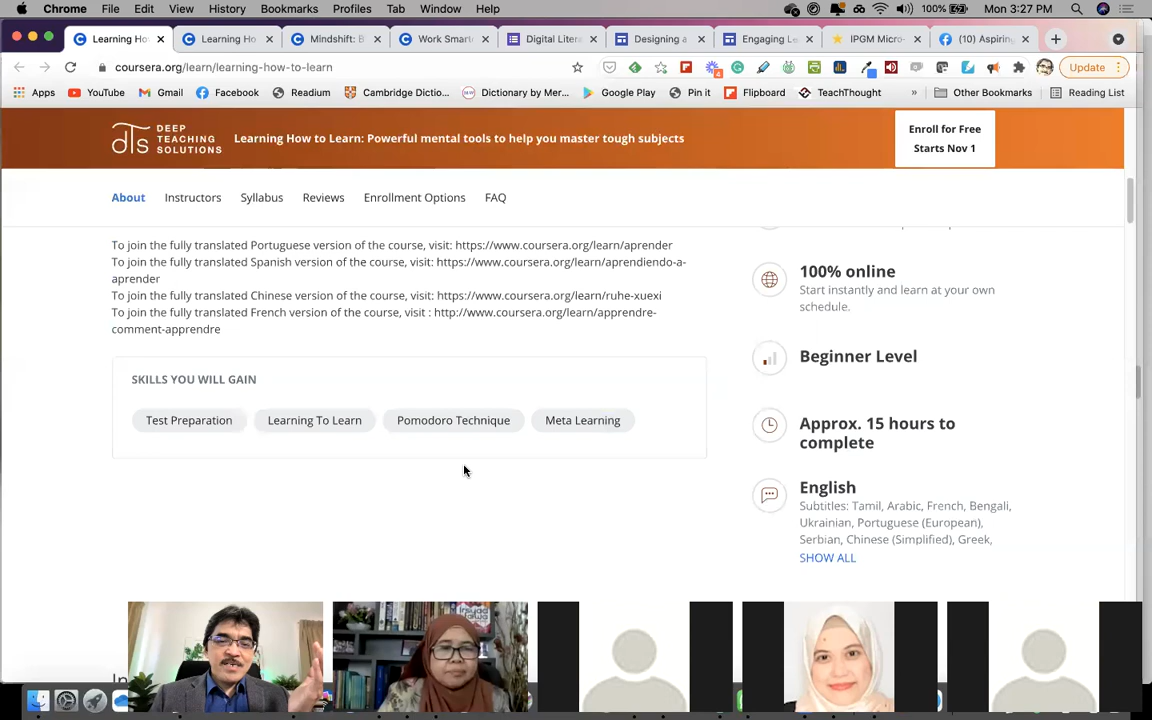 Chrome File Edit View History Bookmarks Profiles Tab Window Help 100% Mon 3:27 PM
Learning Ho Learning Ho Mindshift: B Work Smart Digital Litera Designing a Engaging Le IPGM Micro- (10) Aspiring
coursera.org/learn/learning-how-to-learn 4 Update
Apps YouTube Gmail Facebook Readium Cambridge Dictio... Dictionary by Mer... Google Play Pin it Flipboard TeachThought » Other Bookmarks Reading List
dTs DEEP TEACHING SOLUTIONS
Learning How to Learn: Powerful mental tools to help you master tough subjects
Enroll for Free
Starts Nov 1
About Instructors Syllabus Reviews Enrollment Options FAQ
To join the fully translated Portuguese version of the course, visit: https://www.coursera.org/learn/aprender
To join the fully translated Spanish version of the course, visit: https://www.coursera.org/learn/aprendiendo-a-
aprender
To join the fully translated Chinese version of the course, visit: https://www.coursera.org/learn/ruhe-xuexi
To join the fully translated French version of the course, visit : http://www.coursera.org/learn/apprendre-
comment-apprendre
SKILLS YOU WILL GAIN
Test Preparation Learning To Learn Pomodoro Technique Meta Learning
100% online
Start instantly and learn at your own
schedule.
Beginner Level
Approx. 15 hours to
complete
English
Subtitles: Tamil, Arabic, French, Bengali,
Ukrainian, Portuguese (European),
Serbian, Chinese (Simplified), Greek,
SHOW ALL